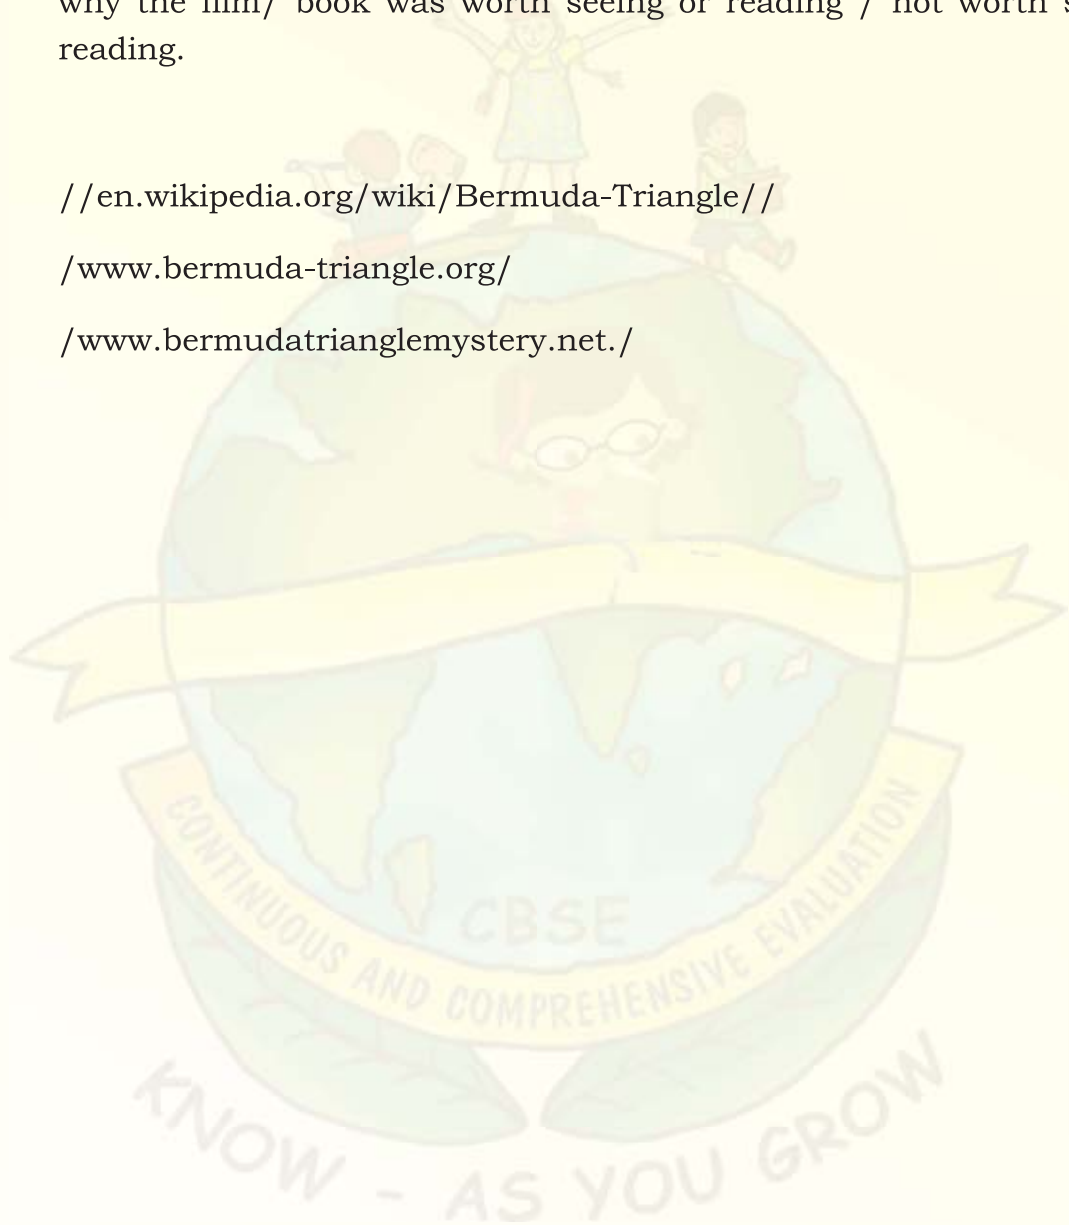 why the film/ book was worth seeing or reading / not worth
reading.
//en.wikipedia.org/wiki/Bermuda-Triangle//
/www.bermuda-triangle.org/
/www.bermudatrianglemystery.net./
CBSE
CONTINUOUS AND COMPREHENSIVE EVALUATION
KNOW - AS YOU GROW